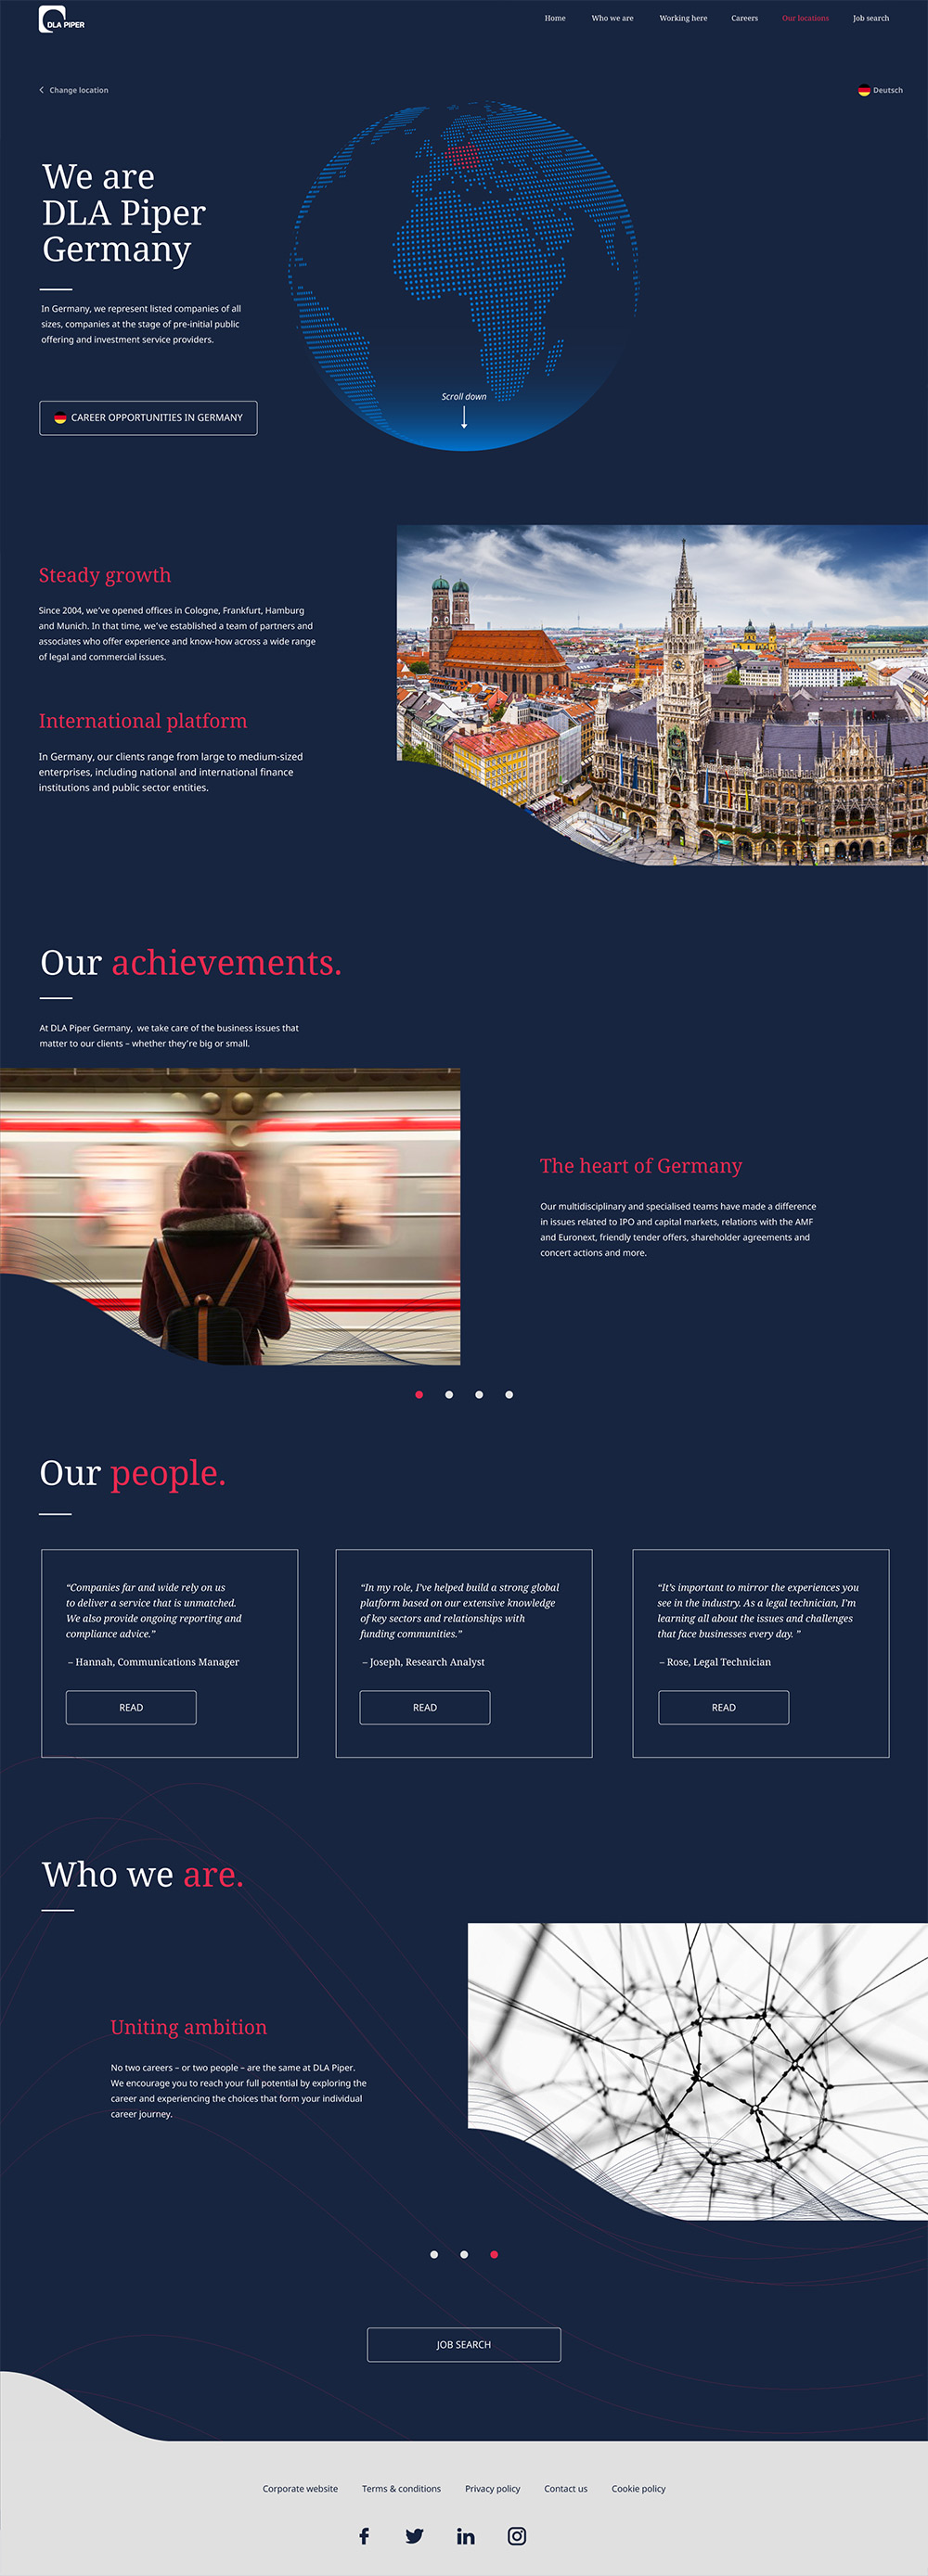 DLA PIPER
Home Who we are Working here Careers Our locations Job search
Change location
Deutsch
We are
DLA Piper
Germany
In Germany, we represent listed companies of all
sizes, companies at the stage of pre-initial public
offering and investment service providers.
CAREER OPPORTUNITIES IN GERMANY
Scroll down
Steady growth
Since 2004, we've opened offices in Cologne, Frankfurt, Hamburg
and Munich. In that time, we've established a team of partners and
associates who offer experience and know-how across a wide range
of legal and commercial issues.
International platform
In Germany, our clients range from large to medium-sized
enterprises, including national and international finance
institutions and public sector entities.
Our achievements.
At DLA Piper Germany, we take care of the business issues that
matter to our clients – whether they're big or small.
The heart of Germany
Our multidisciplinary and specialised teams have made a difference
in issues related to IPO and capital markets, relations with the AMF
and Euronext, friendly tender offers, shareholder agreements and
concert actions and more.
Our people.
“Companies far and wide rely on us
to deliver a service that is unmatched.
We also provide ongoing reporting and
compliance advice.”
– Hannah, Communications Manager
READ
“In my role, I’ve helped build a strong global
platform based on our extensive knowledge
of key sectors and relationships with
funding communities.”
– Joseph, Research Analyst
READ
“It’s important to mirror the experiences you
see in the industry. As a legal technician, I’m
learning all about the issues and challenges
that face businesses every day. ”
– Rose, Legal Technician
READ
Who we are.
Uniting ambition
No two careers – or two people – are the same at DLA Piper.
We encourage you to reach your full potential by exploring the
career and experiencing the choices that form your individual
career journey.
JOB SEARCH
Corporate website Terms & conditions Privacy policy Contact us Cookie policy